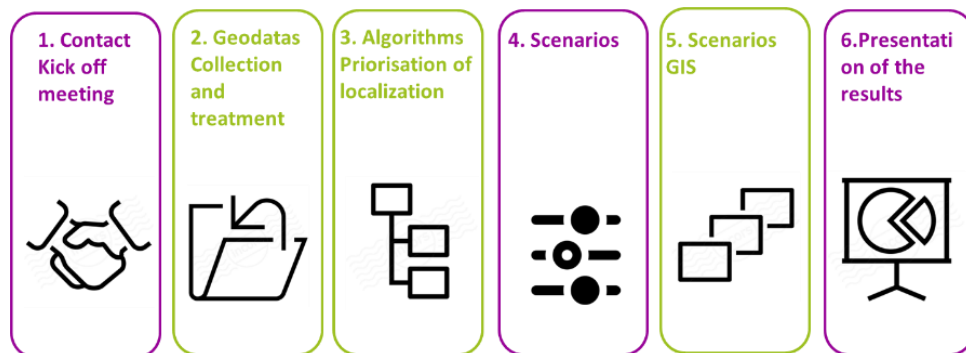 1. Contact
Kick off
meeting
2. Geodatas
Collection
and
treatment
3. Algorithms
Priorisation of
localization
4. Scenarios
5. Scenarios
GIS
6.Presentati
on of the
results